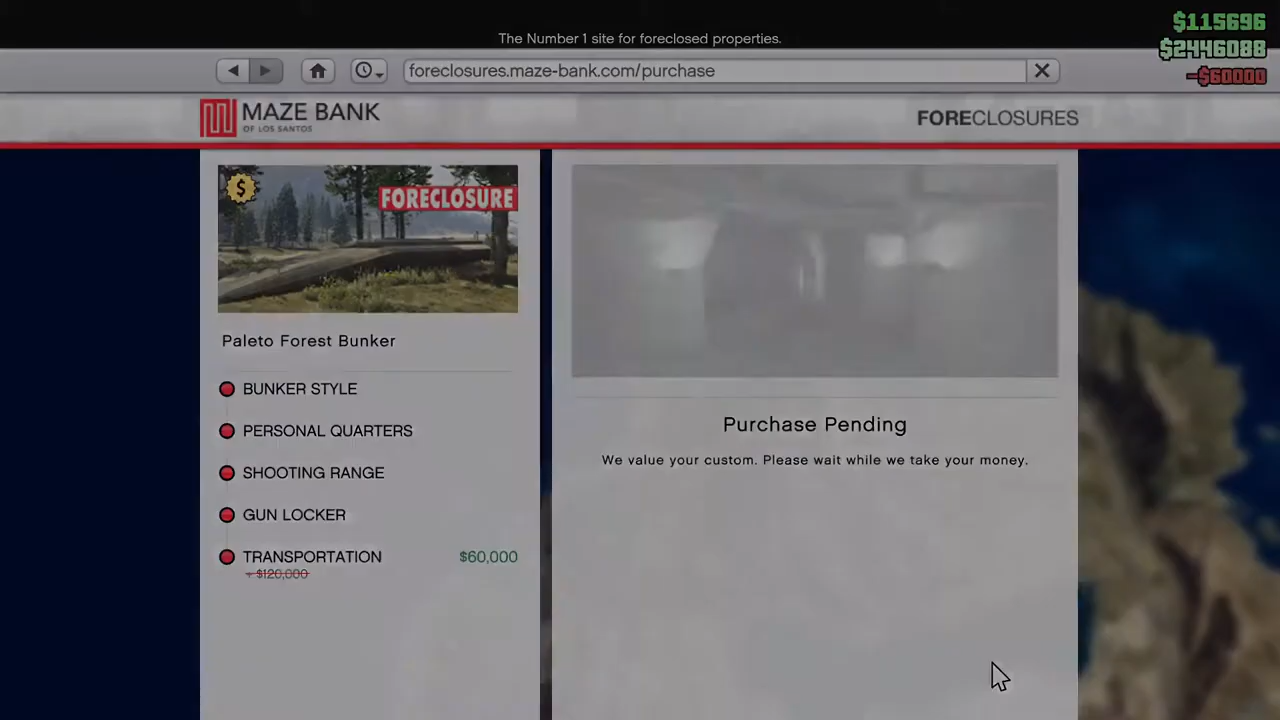 The Number 1 site for foreclosed properties.
$115696
$2446088
-$60000
foreclosures.maze-bank.com/purchase
MAZE BANK
OF LOS SANTOS
FORECLOSURES
$
FORECLOSURE
Paleto Forest Bunker
BUNKER STYLE
PERSONAL QUARTERS
SHOOTING RANGE
GUN LOCKER
TRANSPORTATION $60,000
+ $120,000
Purchase Pending
We value your custom. Please wait while we take your money.